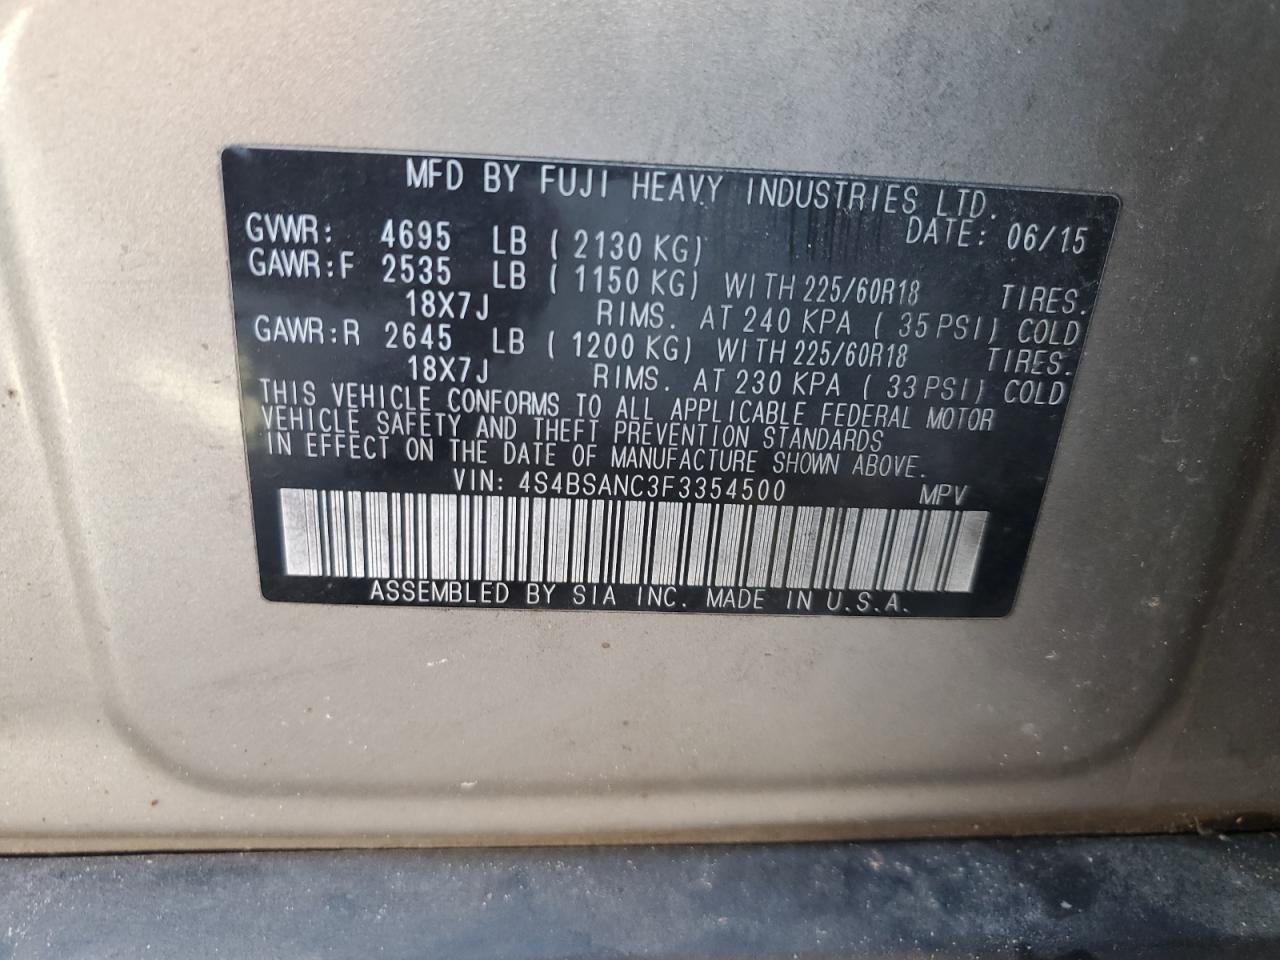 MFD BY FUJI HEAVY INDUSTRIES LTD.
DATE: 06/15
GVWR: 4695 LB ( 2130 KG)
GAWR:F 2535 LB ( 1150 KG) WITH 225/60R18 TIRES.
18X7J RIMS. AT 240 KPA ( 35 PSI) COLD
GAWR:R 2645 LB ( 1200 KG) WITH 225/60R18 TIRES.
18X7J RIMS. AT 230 KPA ( 33 PSI) COLD
THIS VEHICLE CONFORMS TO ALL APPLICABLE FEDERAL MOTOR
VEHICLE SAFETY AND THEFT PREVENTION STANDARDS
IN EFFECT ON THE DATE OF MANUFACTURE SHOWN ABOVE.
VIN: 4S4BSANC3F3354500 MPV
ASSEMBLED BY SIA INC. MADE IN U.S.A.